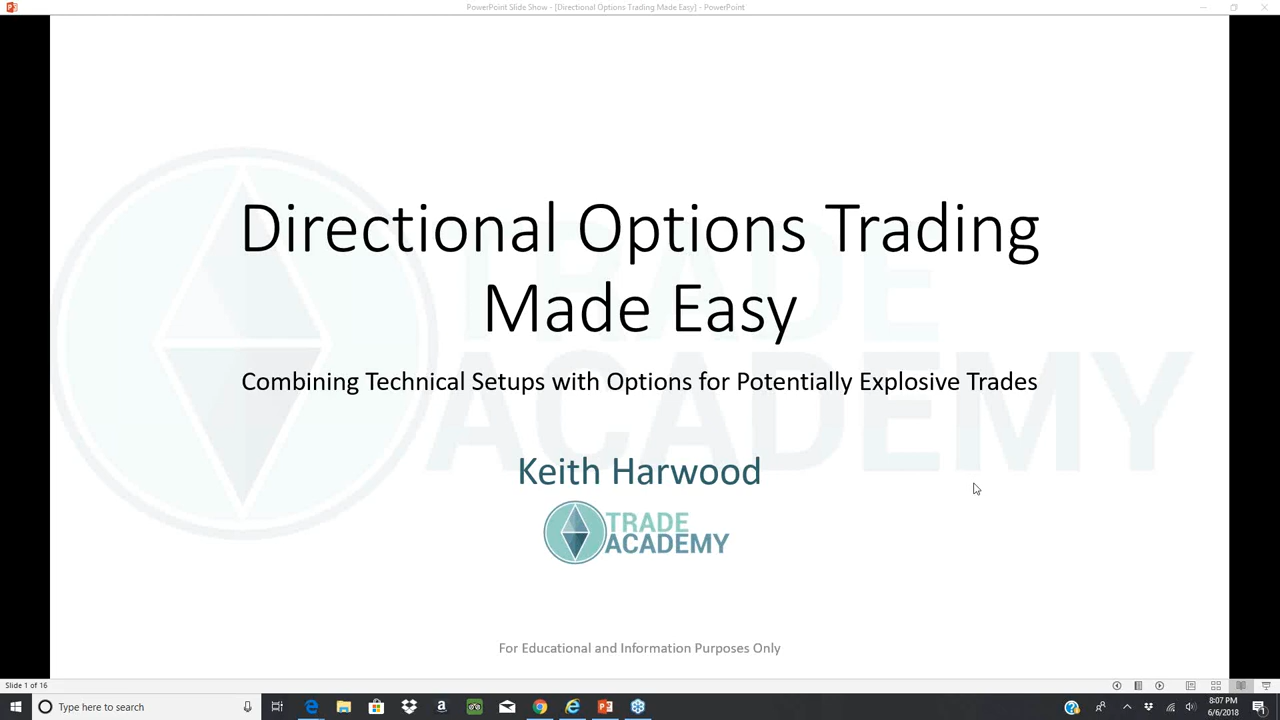 PowerPoint Slide Show - [Directional Options Trading Made Easy] - PowerPoint
TRADE
ACADEMY
Directional Options Trading
Made Easy
Combining Technical Setups with Options for Potentially Explosive Trades
Keith Harwood
TRADE
ACADEMY
For Educational and Information Purposes Only
Slide 1 of 16
Type here to search
8:07 PM
6/6/2018